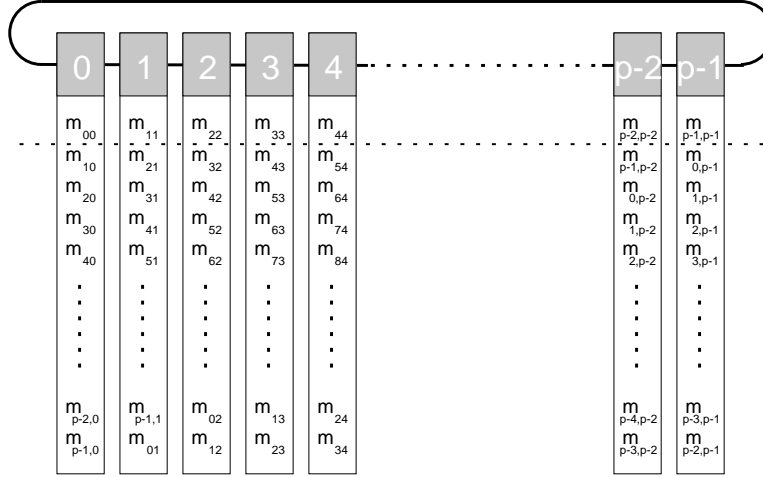 0 1 2 3 4 p-2 p-1
m00 m11 m22 m33 m44 mp-2,p-2 mp-1,p-1
m10 m21 m32 m43 m54 mp-1,p-2 m0,p-1
m20 m31 m42 m53 m64 m0,p-2 m1,p-1
m30 m41 m52 m63 m74 m1,p-2 m2,p-1
m40 m51 m62 m73 m84 m2,p-2 m3,p-1
mp-2,0 mp-1,1 m02 m13 m24 mp-4,p-2 mp-3,p-1
mp-1,0 m01 m12 m23 m34 mp-3,p-2 mp-2,p-1